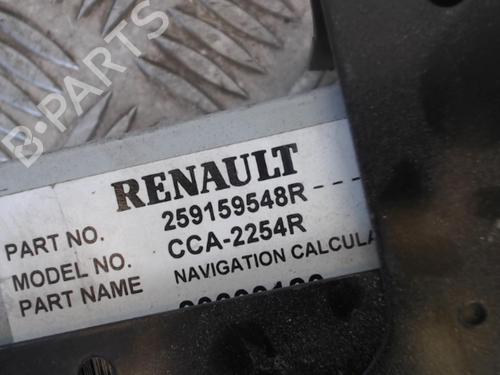 B-PARTS
RENAULT
PART NO. 259159548R---
MODEL NO. CCA-2254R
PART NAME NAVIGATION CALCULA